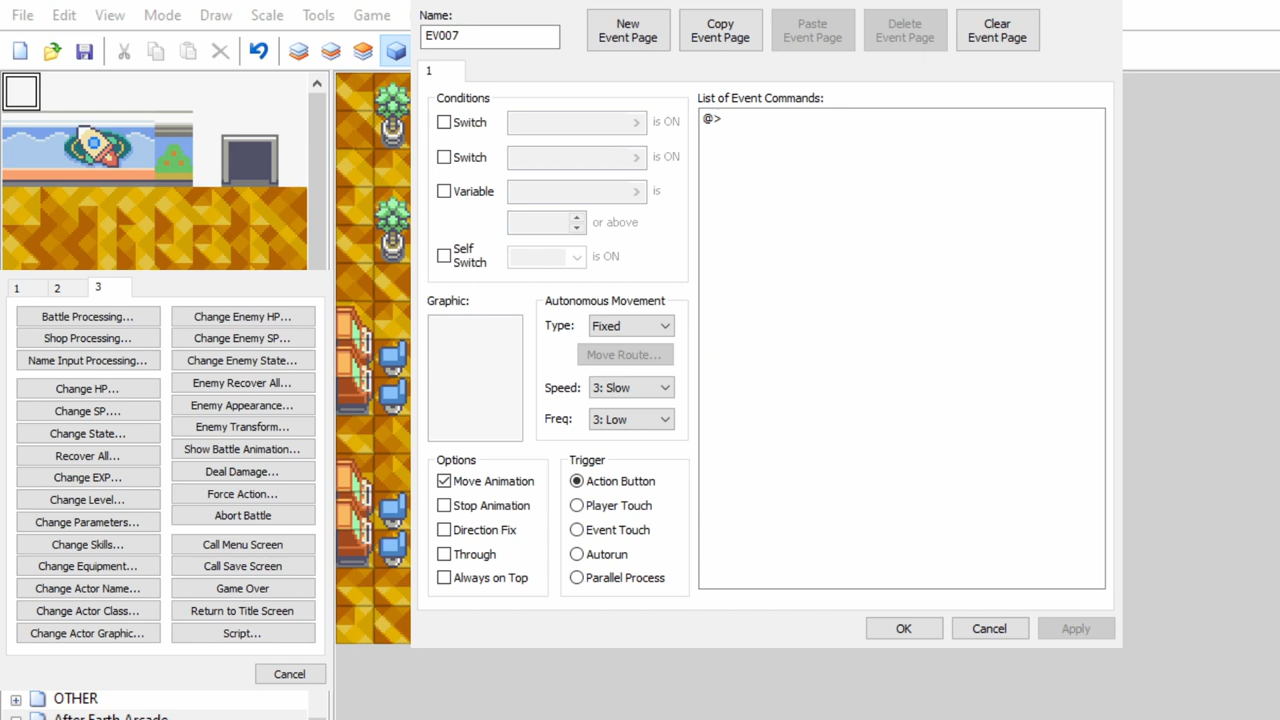 File Edit View Mode Draw Scale Tools Game
Name:
EV007
New Event Page
Copy Event Page
Paste Event Page
Delete Event Page
Clear Event Page
1
Conditions
Switch is ON
Switch is ON
Variable is
or above
Self Switch is ON
Graphic:
Autonomous Movement
Type: Fixed
Move Route...
Speed: 3: Slow
Freq: 3: Low
Options
Move Animation
Stop Animation
Direction Fix
Through
Always on Top
Trigger
Action Button
Player Touch
Event Touch
Autorun
Parallel Process
List of Event Commands:
@>
OK Cancel Apply
1 2 3
Battle Processing...
Shop Processing...
Name Input Processing...
Change HP...
Change SP....
Change State...
Recover All...
Change EXP...
Change Level...
Change Parameters...
Change Skills...
Change Equipment...
Change Actor Name...
Change Actor Class...
Change Actor Graphic...
Change Enemy HP...
Change Enemy SP...
Change Enemy State...
Enemy Recover All...
Enemy Appearance...
Enemy Transform...
Show Battle Animation...
Deal Damage...
Force Action...
Abort Battle
Call Menu Screen
Call Save Screen
Game Over
Return to Title Screen
Script...
Cancel
OTHER
After Earth Arcade